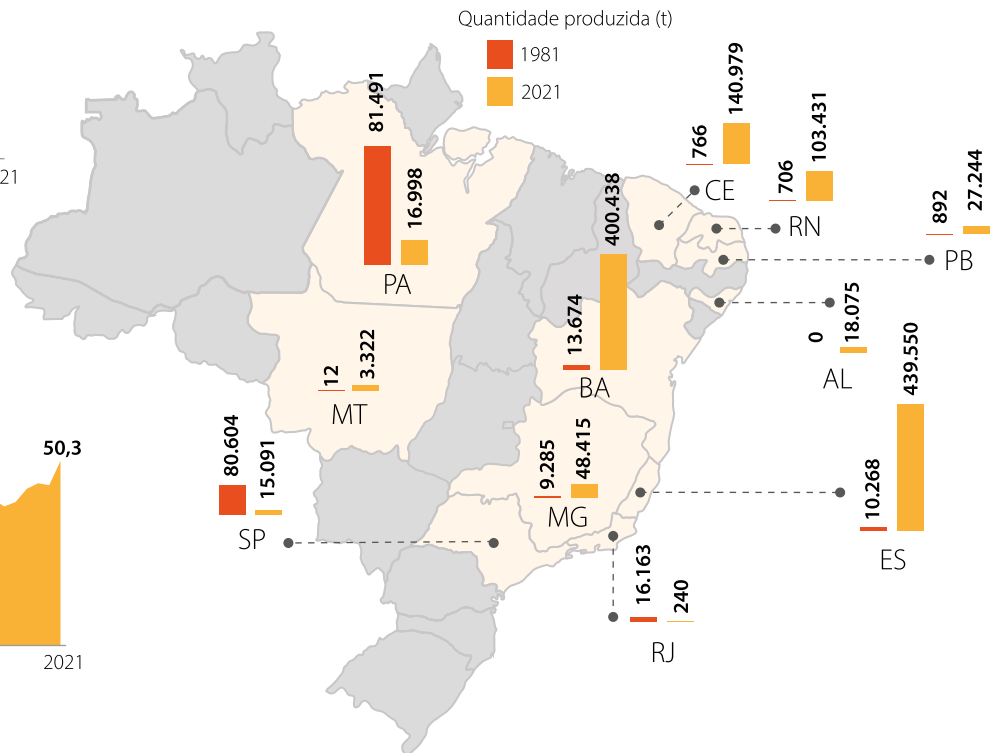 Quantidade produzida (t)
1981
2021
21
81.491
16.998
PA
766
140.979
CE
706
103.431
RN
892
27.244
PB
0
18.075
AL
13.674
400.438
BA
12
3.322
MT
439.550
10.268
ES
9.285
48.415
MG
80.604
15.091
SP
16.163
240
RJ
50,3
2021